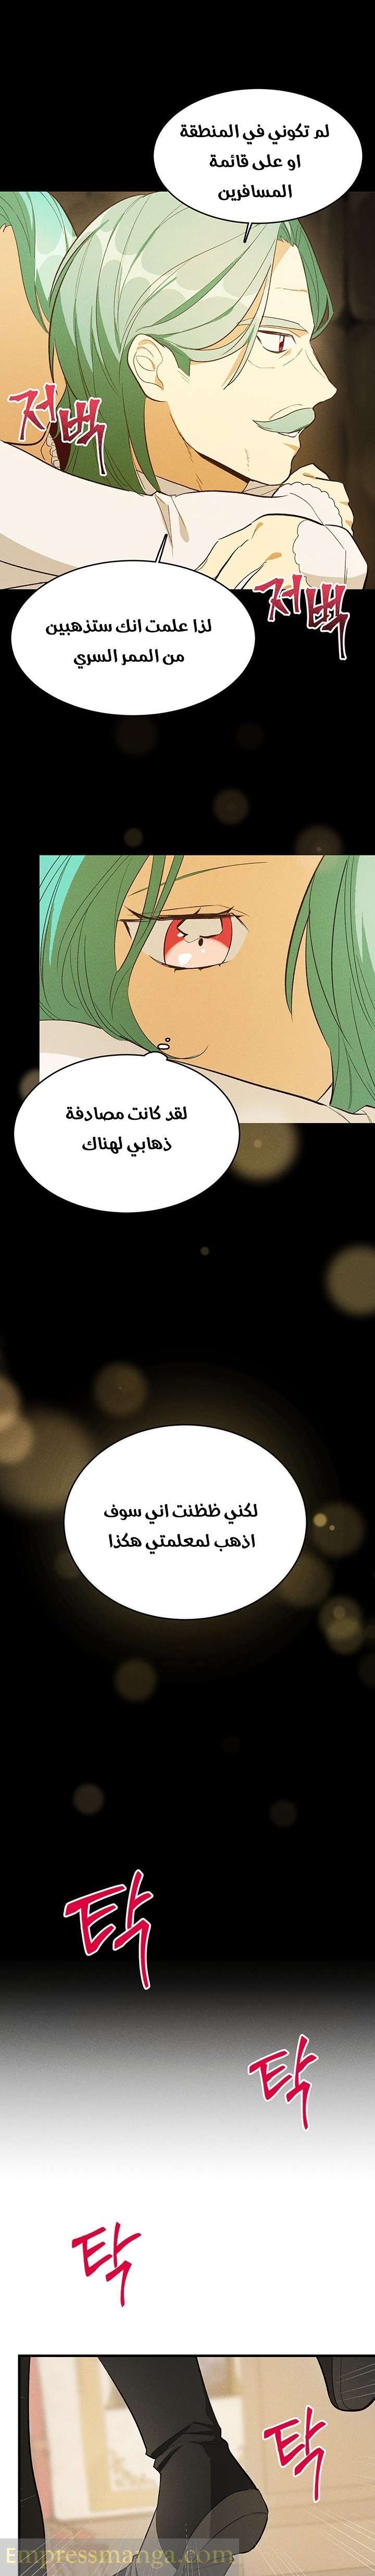 لم تكوني في المنطقة
او على قائمة
المسافرين
저벅
저벅
لذا علمت انك ستذهبين
من الممر السري
لقد كانت مصادفة
ذهابي لهناك
لكني ظظنت اني سوف
اذهب لمعلمتي هكذا
탁
탁
탁
탁
Empressmanga.com